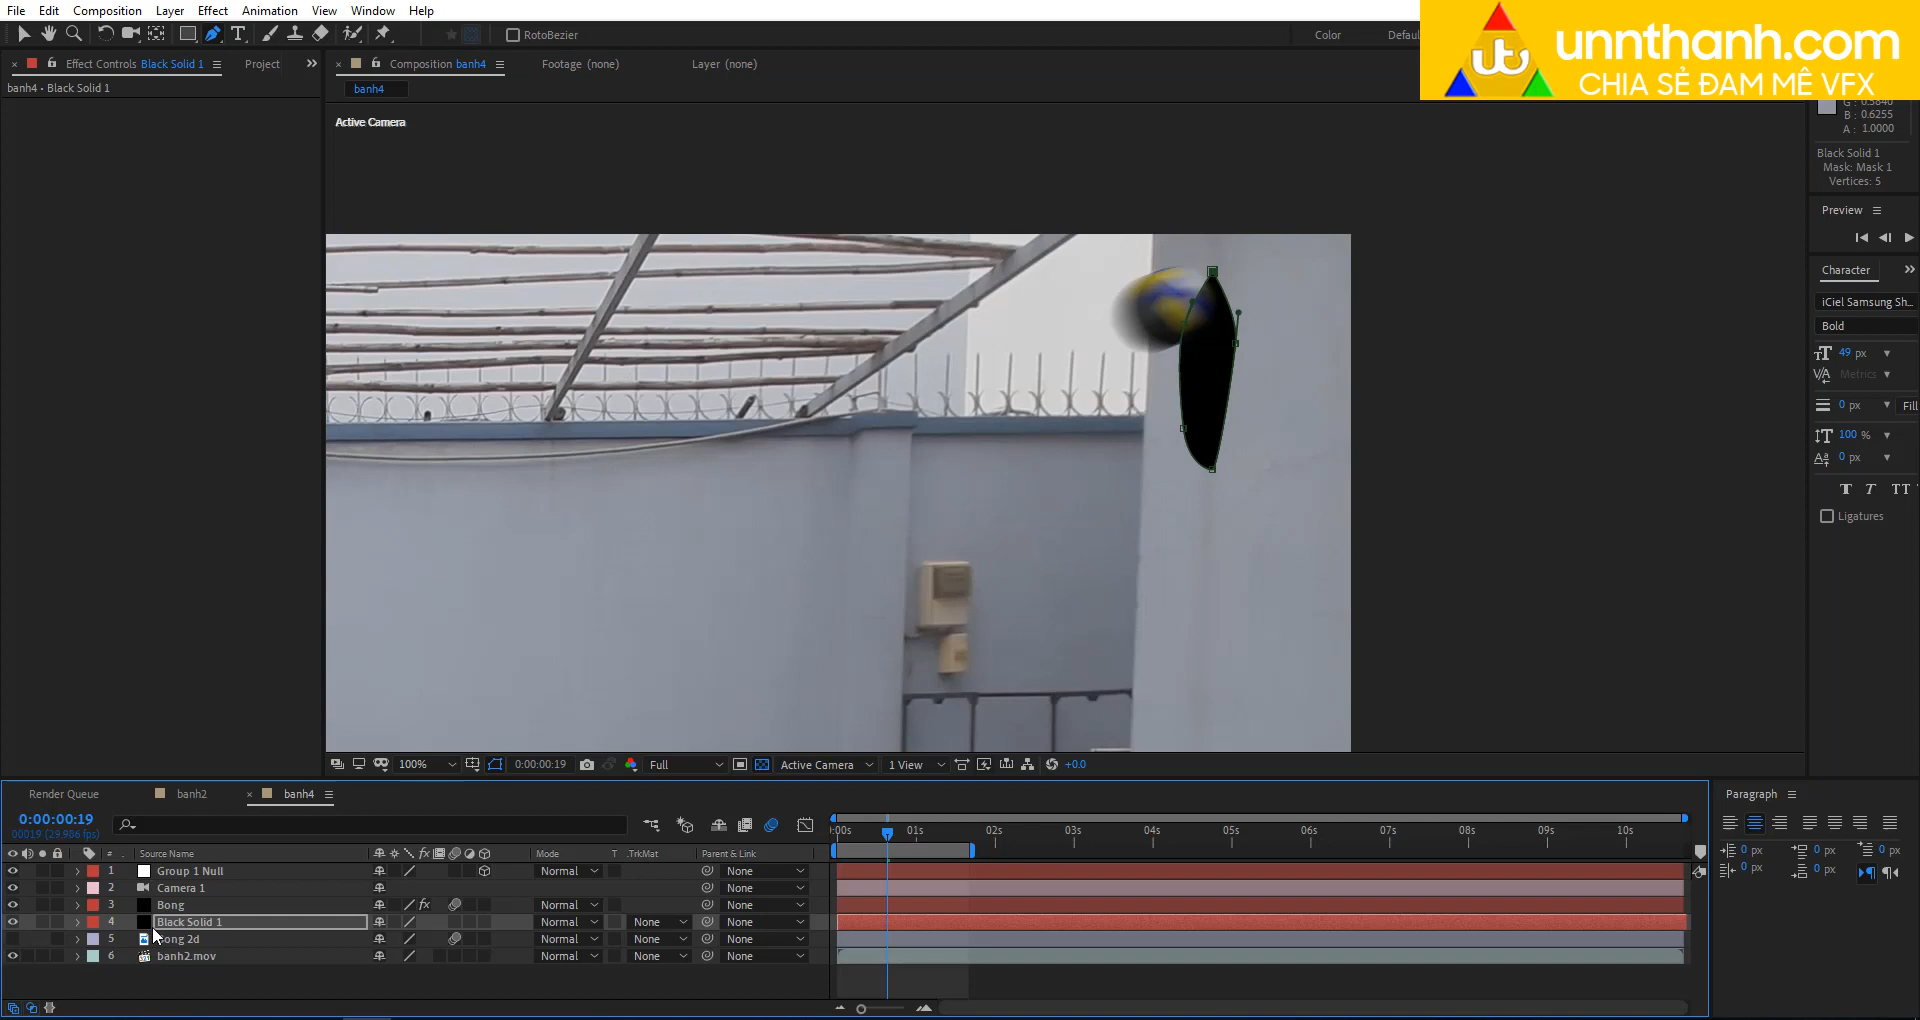 File Edit Composition Layer Effect Animation View Window Help
RotoBezier
Color
Defaul
unnthanh.com
CHIA SẺ ĐAM MÊ VFX
Effect Controls Black Solid 1
Project
Composition banh4
Footage (none)
Layer (none)
banh4 • Black Solid 1
banh4
Active Camera
G : 0.5840
B : 0.6255
A : 1.0000
Black Solid 1
Mask: Mask 1
Vertices: 5
Preview
Character
iCiel Samsung Sh...
Bold
49 px
Metrics
0 px
Fill
100 %
0 px
T T TT
Ligatures
100%
0:00:00:19
Full
Active Camera
1 View
+0.0
Render Queue
banh2
banh4
0:00:00:19
00019 (29.986 fps)
:00s 01s 02s 03s 04s 05s 06s 07s 08s 09s 10s
# Source Name fx Mode T .TrkMat Parent & Link
1 Group 1 Null Normal None
2 Camera 1 None
3 Bong fx Normal None
4 Black Solid 1 Normal None None
5 ong 2d Normal None None
6 banh2.mov Normal None None
Paragraph
0 px 0 px 0 px
0 px 0 px